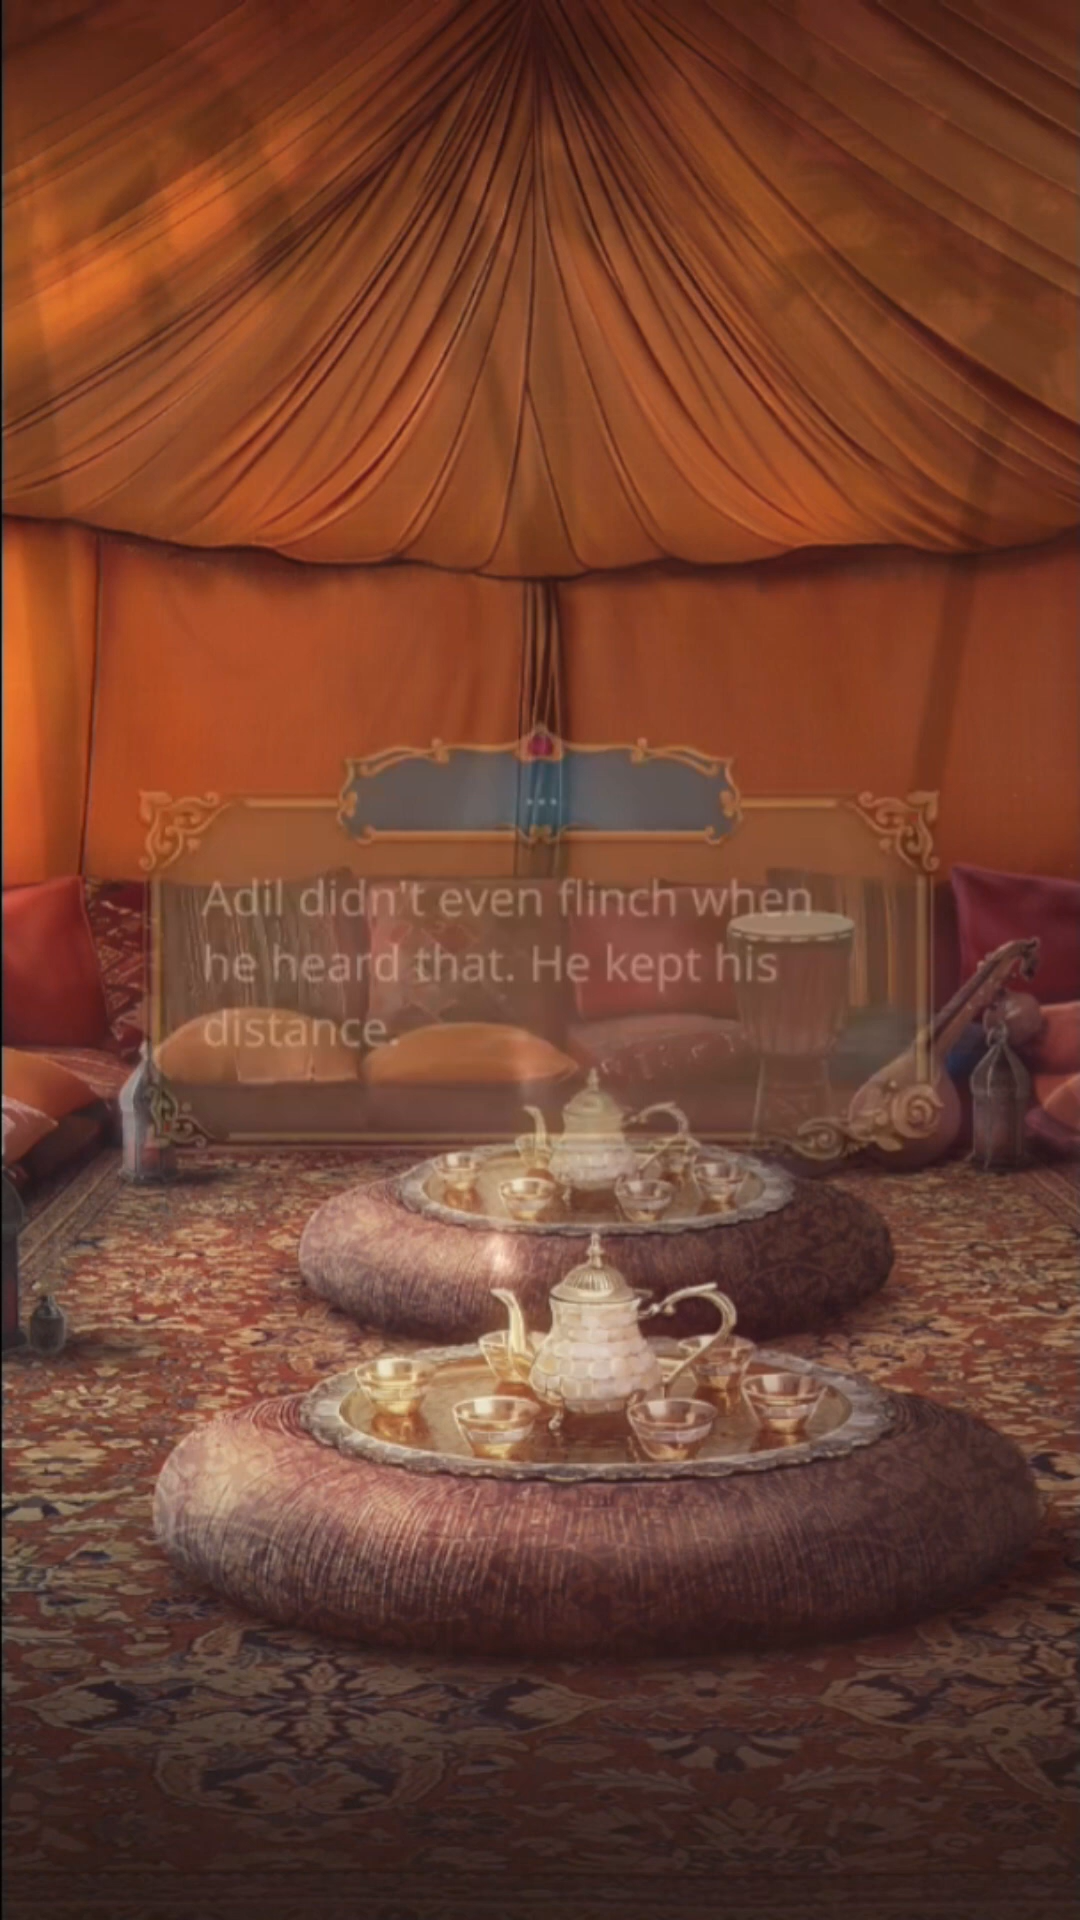 ...
Adil didn't even flinch when
he heard that. He kept his
distance.